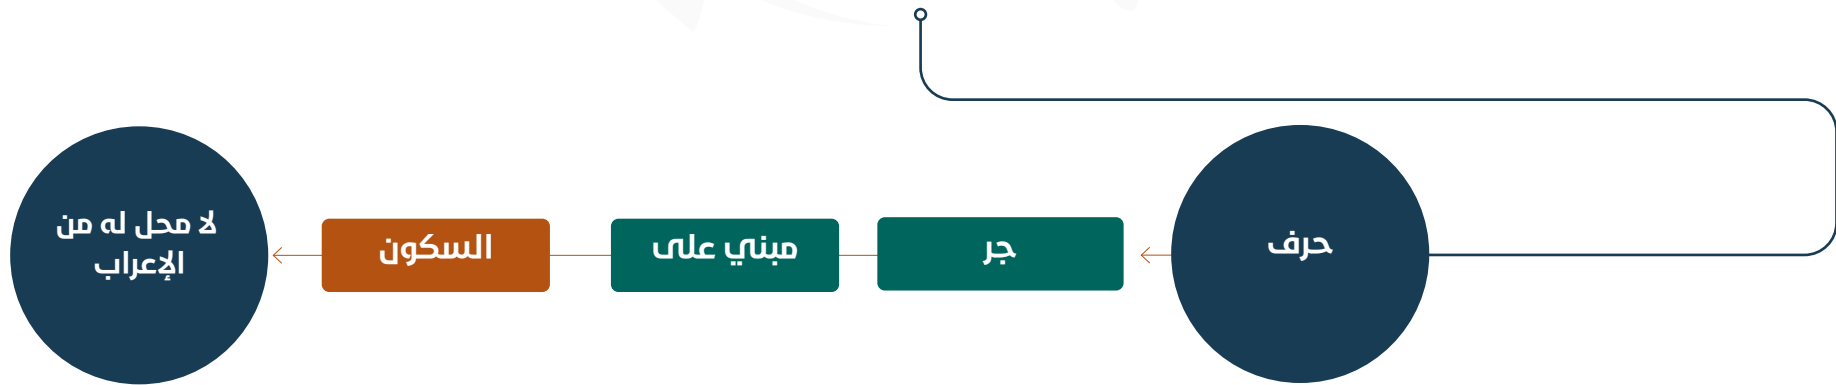 حرف
جر
مبني على
السكون
لا محل له من
الإعراب